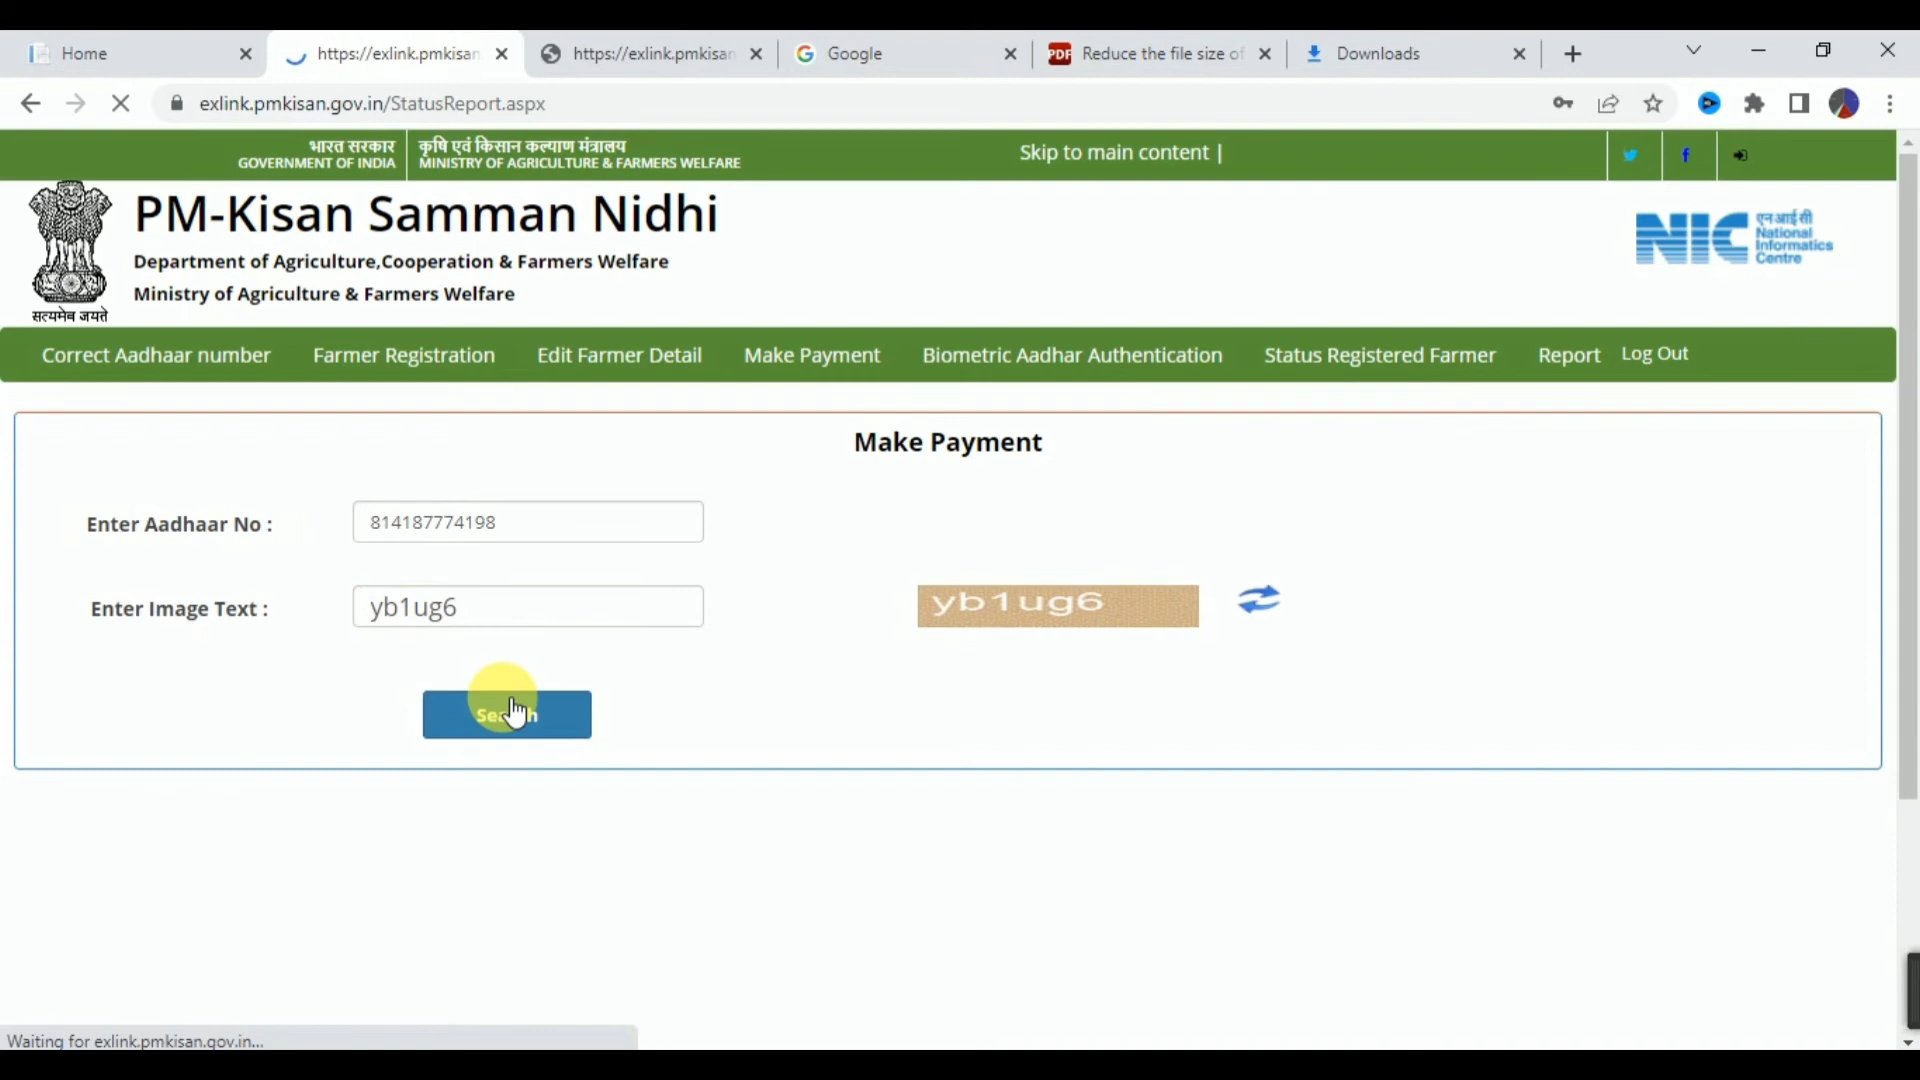 Home
https://exlink.pmkisan
https://exlink.pmkisan
Google
PDF
Reduce the file size of
Downloads
exlink.pmkisan.gov.in/StatusReport.aspx
भारत सरकार
GOVERNMENT OF INDIA
कृषि एवं किसान कल्याण मंत्रालय
MINISTRY OF AGRICULTURE & FARMERS WELFARE
Skip to main content |
PM-Kisan Samman Nidhi
Department of Agriculture,Cooperation & Farmers Welfare
Ministry of Agriculture & Farmers Welfare
सत्यमेव जयते
NIC
एन आई सी
National
Informatics
Centre
Correct Aadhaar number
Farmer Registration
Edit Farmer Detail
Make Payment
Biometric Aadhar Authentication
Status Registered Farmer
Report
Log Out
Make Payment
Enter Aadhaar No :
814187774198
Enter Image Text :
yb1ug6
yb1ug6
Search
Waiting for exlink.pmkisan.gov.in...